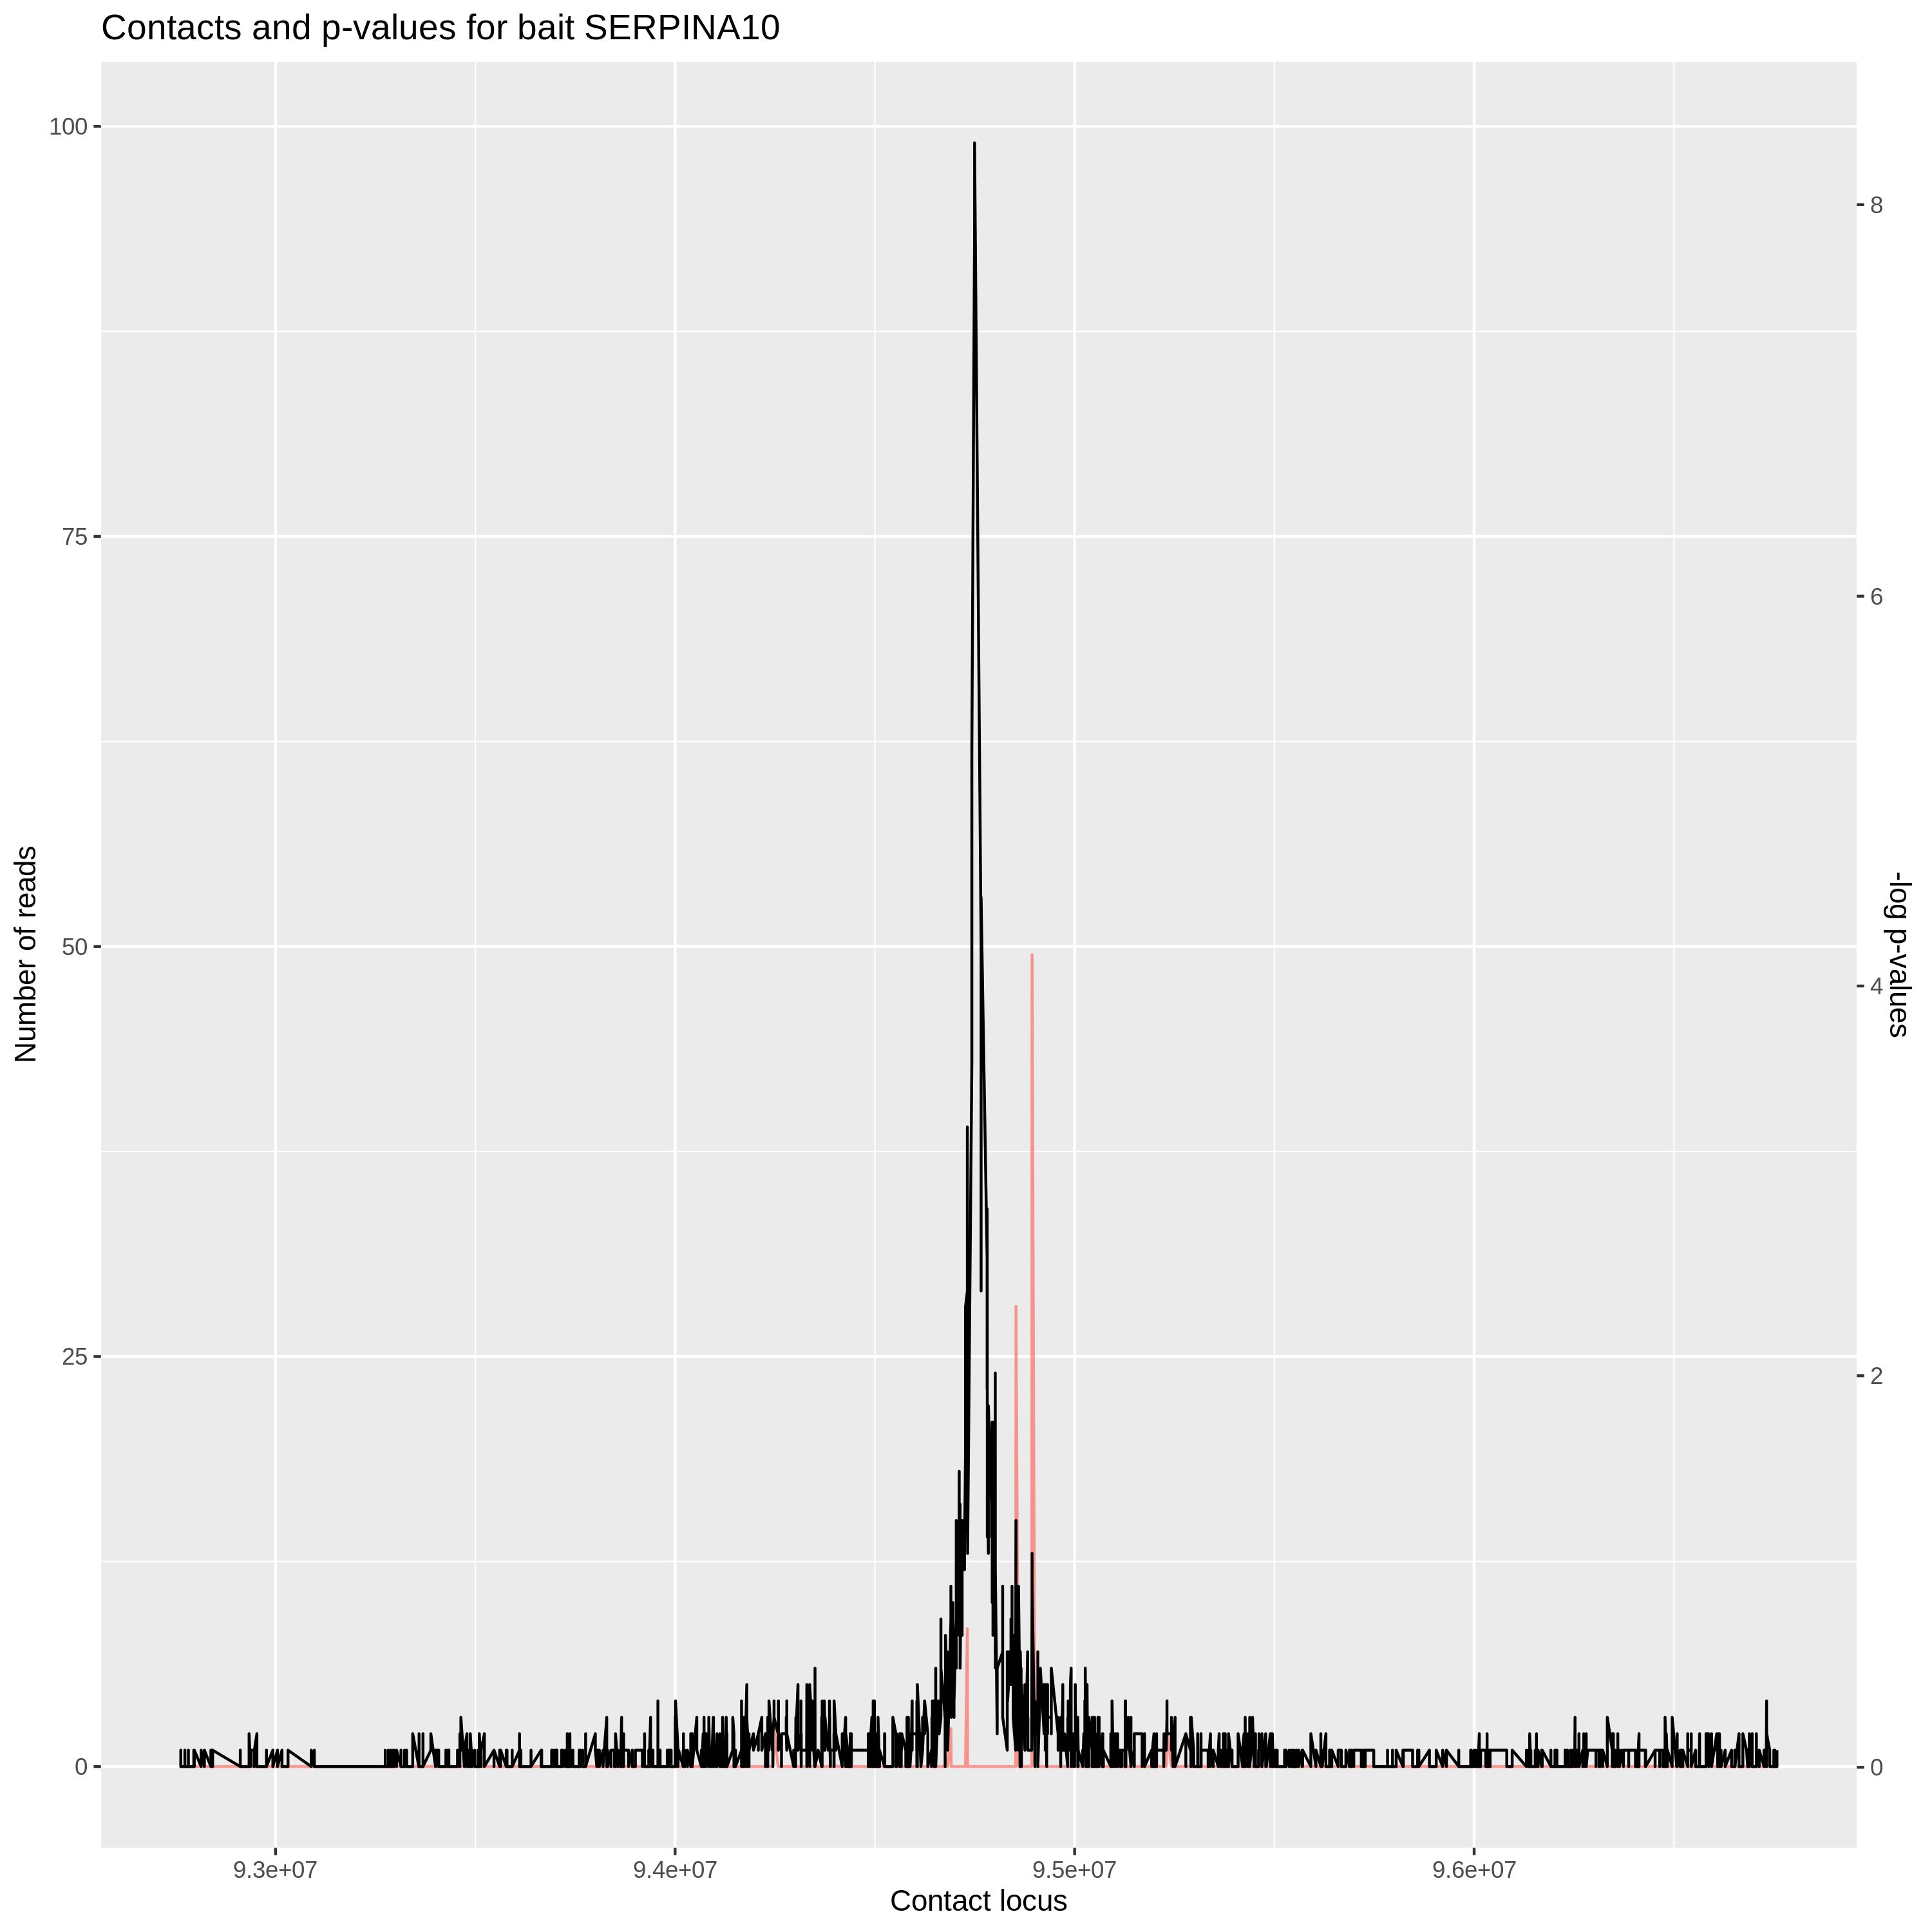 Contacts and p-values for bait SERPINA10
100
75
50
25
0
Number of reads
8
6
4
2
0
-log p-values
9.3e+07
9.4e+07
9.5e+07
9.6e+07
Contact locus